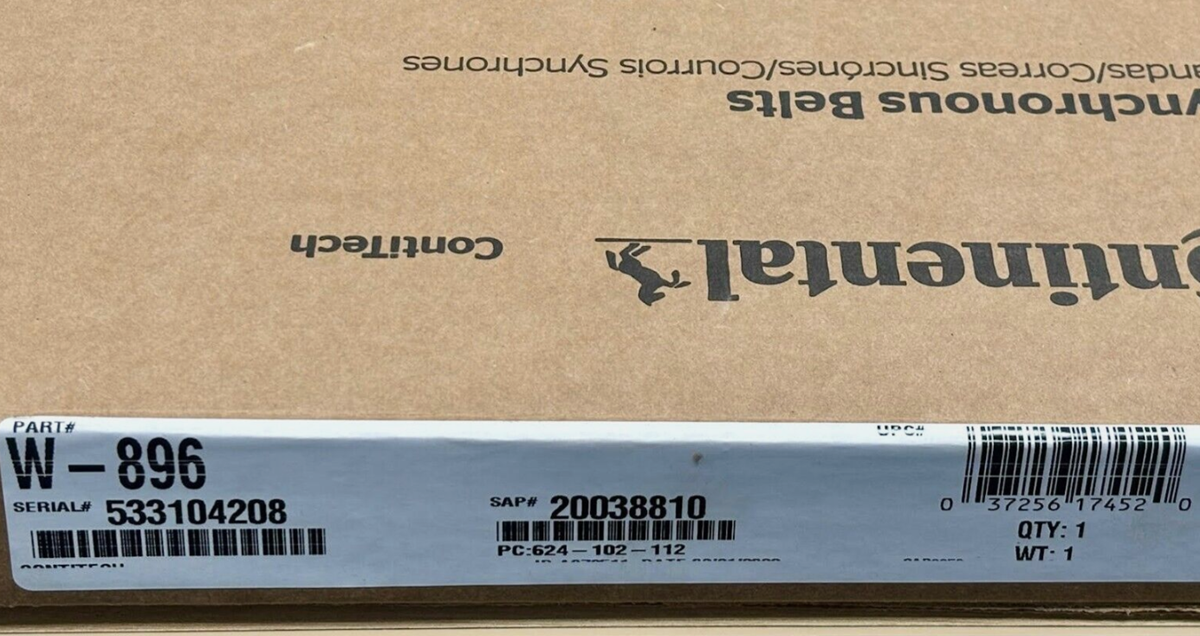 andas/Correas Sincrónes/Courrois Synchrones
ynchronous Belts
ContiTech
ntinental
PART#
W-896
SERIAL# 533104208
SAP# 20038810
PC:624-102-112
CONTITECH
0 37256 17452 0
QTY: 1
WT: 1